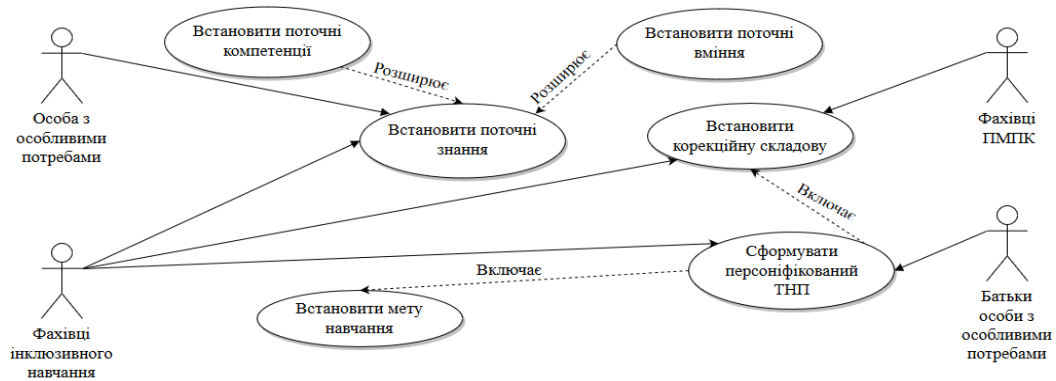 Встановити поточні
компетенції
Встановити поточні
вміння
Розширює
Розширює
Особа з
особливими
потребами
Встановити поточні
знання
Встановити
корекційну складову
Фахівці
ПМПК
Включає
Включає
Сформувати
персоніфікований
ТНП
Встановити мету
навчання
Фахівці
інклюзивного
навчання
Батьки
особи з
особливими
потребами